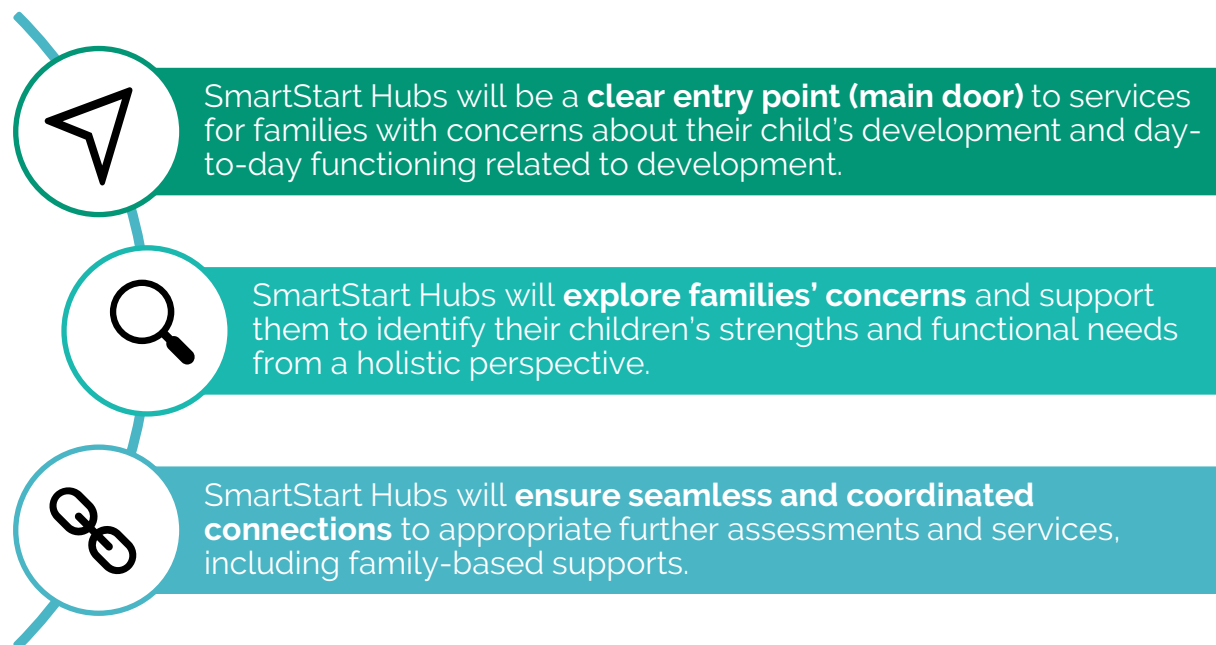 SmartStart Hubs will be a clear entry point (main door) to services
for families with concerns about their child's development and day-
to-day functioning related to development.
SmartStart Hubs will explore families' concerns and support
them to identify their children's strengths and functional needs
from a holistic perspective.
SmartStart Hubs will ensure seamless and coordinated
connections to appropriate further assessments and services,
including family-based supports.